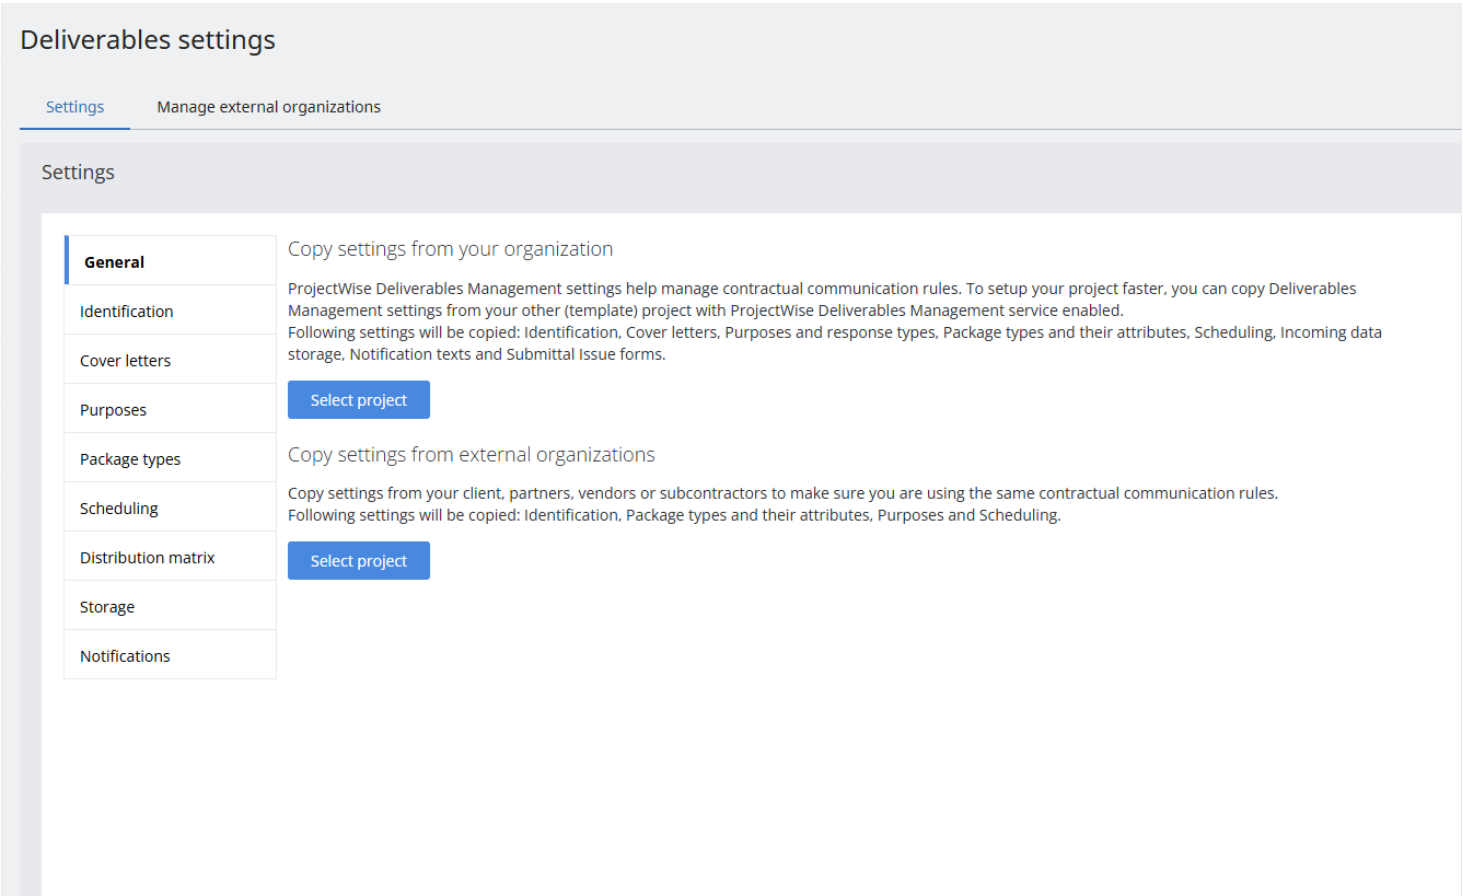 Deliverables settings
Settings
Manage external organizations
Settings
General
Identification
Cover letters
Purposes
Package types
Scheduling
Distribution matrix
Storage
Notifications
Copy settings from your organization
ProjectWise Deliverables Management settings help manage contractual communication rules. To setup your project faster, you can copy Deliverables
Management settings from your other (template) project with ProjectWise Deliverables Management service enabled.
Following settings will be copied: Identification, Cover letters, Purposes and response types, Package types and their attributes, Scheduling, Incoming data
storage, Notification texts and Submittal Issue forms.
Select project
Copy settings from external organizations
Copy settings from your client, partners, vendors or subcontractors to make sure you are using the same contractual communication rules.
Following settings will be copied: Identification, Package types and their attributes, Purposes and Scheduling.
Select project